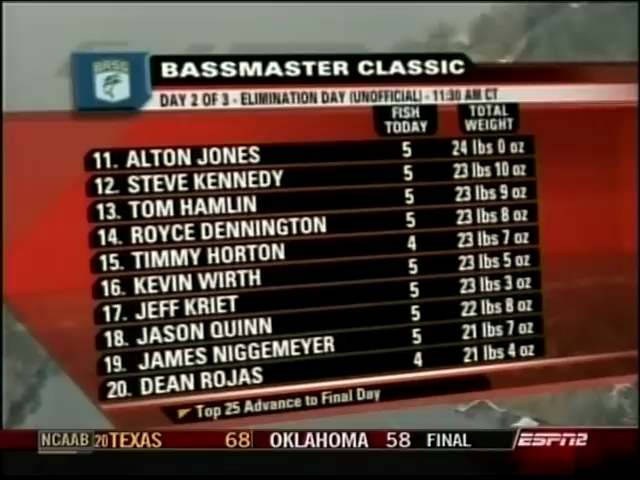 BASS
BASSMASTER CLASSIC
DAY 2 OF 3 - ELIMINATION DAY (UNOFFICIAL) - 11:30 AM CT
FISH TODAY TOTAL WEIGHT
11. ALTON JONES 5 24 lbs 0 oz
12. STEVE KENNEDY 5 23 lbs 10 oz
13. TOM HAMLIN 5 23 lbs 9 oz
14. ROYCE DENNINGTON 5 23 lbs 8 oz
15. TIMMY HORTON 4 23 lbs 7 oz
16. KEVIN WIRTH 5 23 lbs 5 oz
17. JEFF KRIET 5 23 lbs 3 oz
18. JASON QUINN 5 22 lbs 8 oz
19. JAMES NIGGEMEYER 5 21 lbs 7 oz
20. DEAN ROJAS 4 21 lbs 4 oz
Top 25 Advance to Final Day
NCAAB 20 TEXAS 68 OKLAHOMA 58 FINAL ESPN2